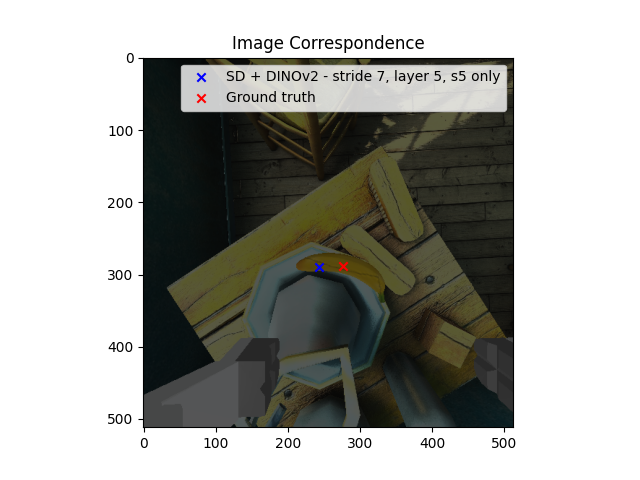 Image Correspondence
SD + DINOv2 - stride 7, layer 5, s5 only
Ground truth
0
100
200
300
400
500
0 100 200 300 400 500